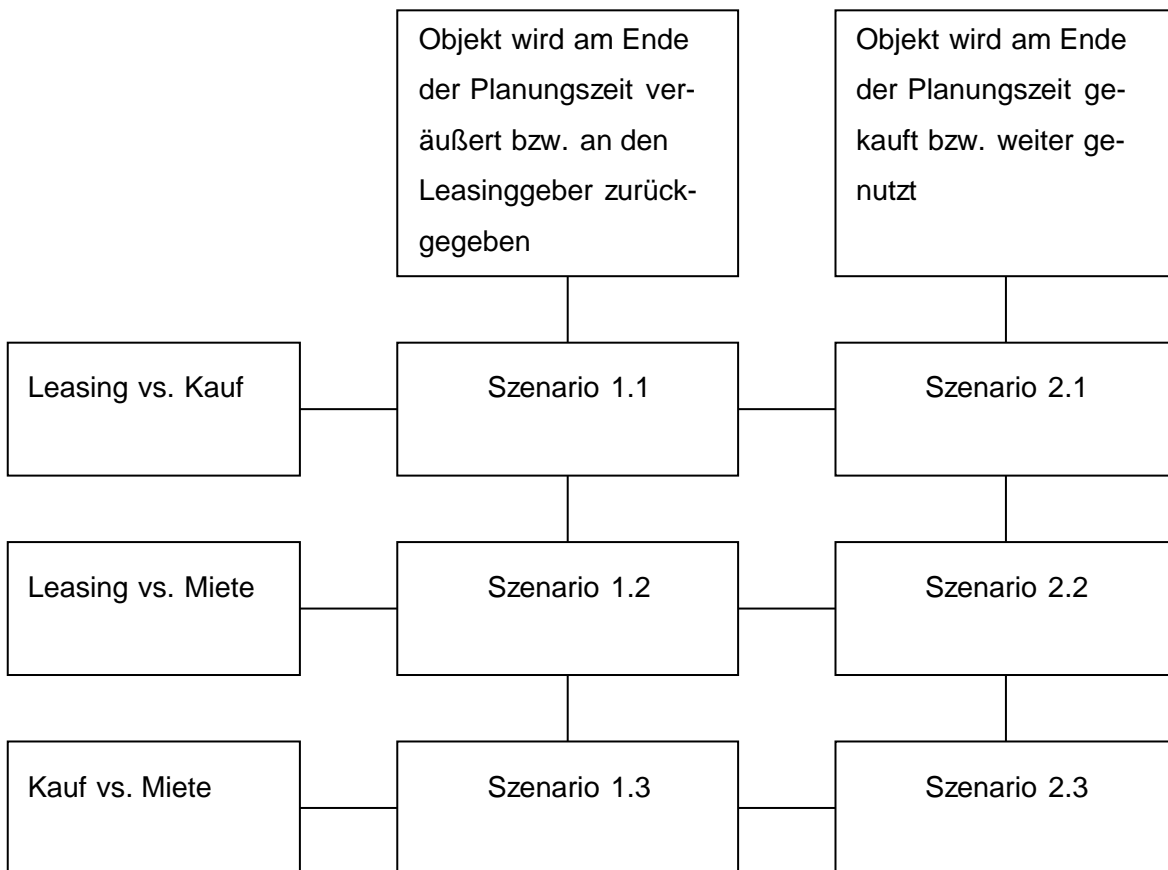 Objekt wird am Ende
der Planungszeit ver-
äußert bzw. an den
Leasinggeber zurück-
gegeben
Objekt wird am Ende
der Planungszeit ge-
kauft bzw. weiter ge-
nutzt
Leasing vs. Kauf
Szenario 1.1
Szenario 2.1
Leasing vs. Miete
Szenario 1.2
Szenario 2.2
Kauf vs. Miete
Szenario 1.3
Szenario 2.3